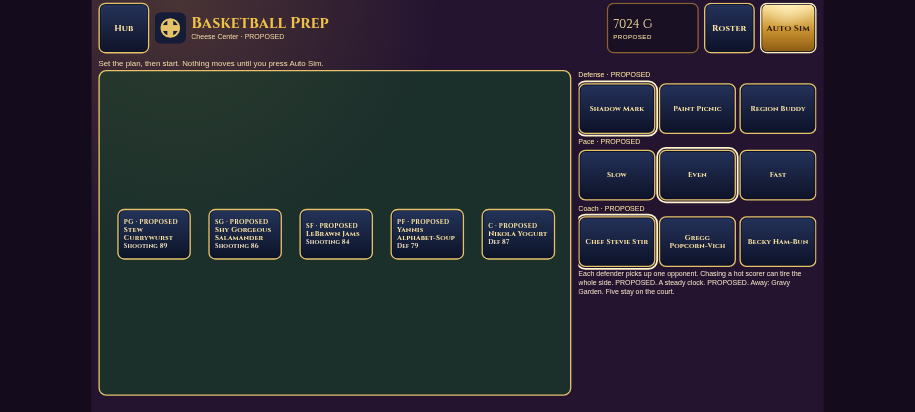 Hub
Basketball Prep
Cheese Center · PROPOSED
7024 G
PROPOSED
Roster
Auto Sim
Set the plan, then start. Nothing moves until you press Auto Sim.
PG · PROPOSED
Stew
Currywurst
Shooting 89
SG · PROPOSED
Shy Gorgeous
Salamander
Shooting 86
SF · PROPOSED
LeBrawn Jams
Shooting 84
PF · PROPOSED
Yannis
Alphabet-Soup
Def 79
C · PROPOSED
Nikola Yogurt
Def 87
Defense · PROPOSED
Shadow Mark
Paint Picnic
Region Buddy
Pace · PROPOSED
Slow
Even
Fast
Coach · PROPOSED
Chef Stevie Stir
Gregg
Popcorn-Vich
Becky Ham-Bun
Each defender picks up one opponent. Chasing a hot scorer can tire the
whole side. PROPOSED. A steady clock. PROPOSED. Away: Gravy
Garden. Five stay on the court.